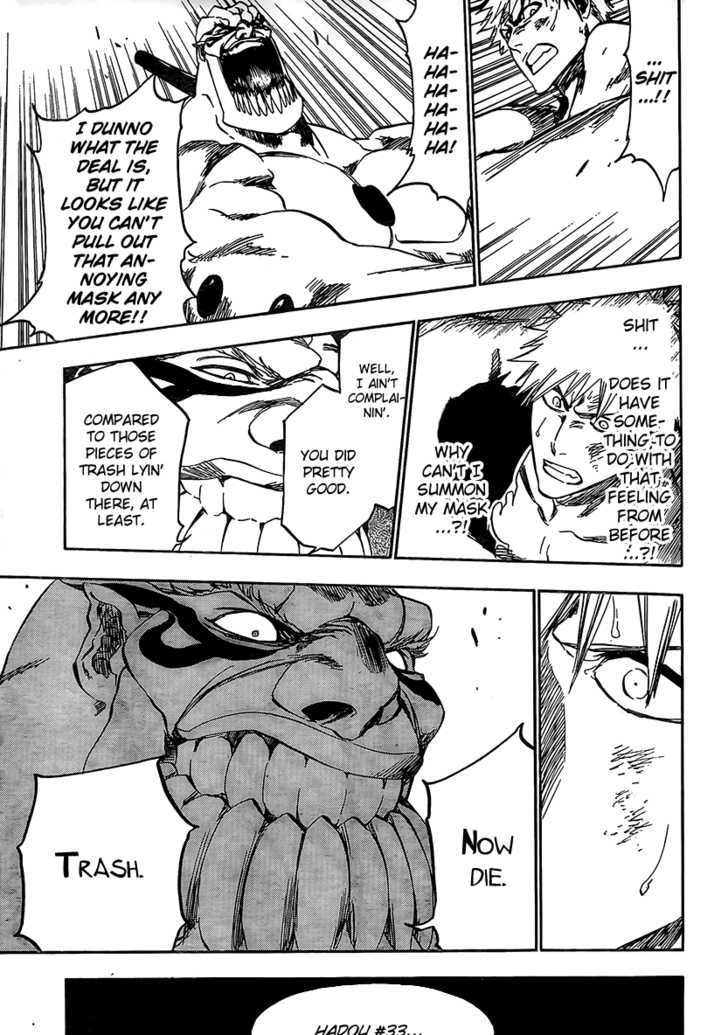 ...
SHIT
...!!
HA-
HA-
HA-
HA-
HA-
HA!
I DUNNO
WHAT THE
DEAL IS,
BUT IT
LOOKS LIKE
YOU CAN'T
PULL OUT
THAT AN-
NOYING
MASK ANY
MORE!!
SHIT
...
DOES IT
HAVE
SOME-
THING TO
DO WITH
THAT
FEELING
FROM
BEFORE
...?!
WHY
CAN'T I
SUMMON
MY MASK
...?!
WELL,
I AIN'T
COMPLAI-
NIN'.
YOU DID
PRETTY
GOOD.
COMPARED
TO THOSE
PIECES OF
TRASH LYIN'
DOWN
THERE, AT
LEAST.
NOW
DIE.
TRASH.
HADOU #33...